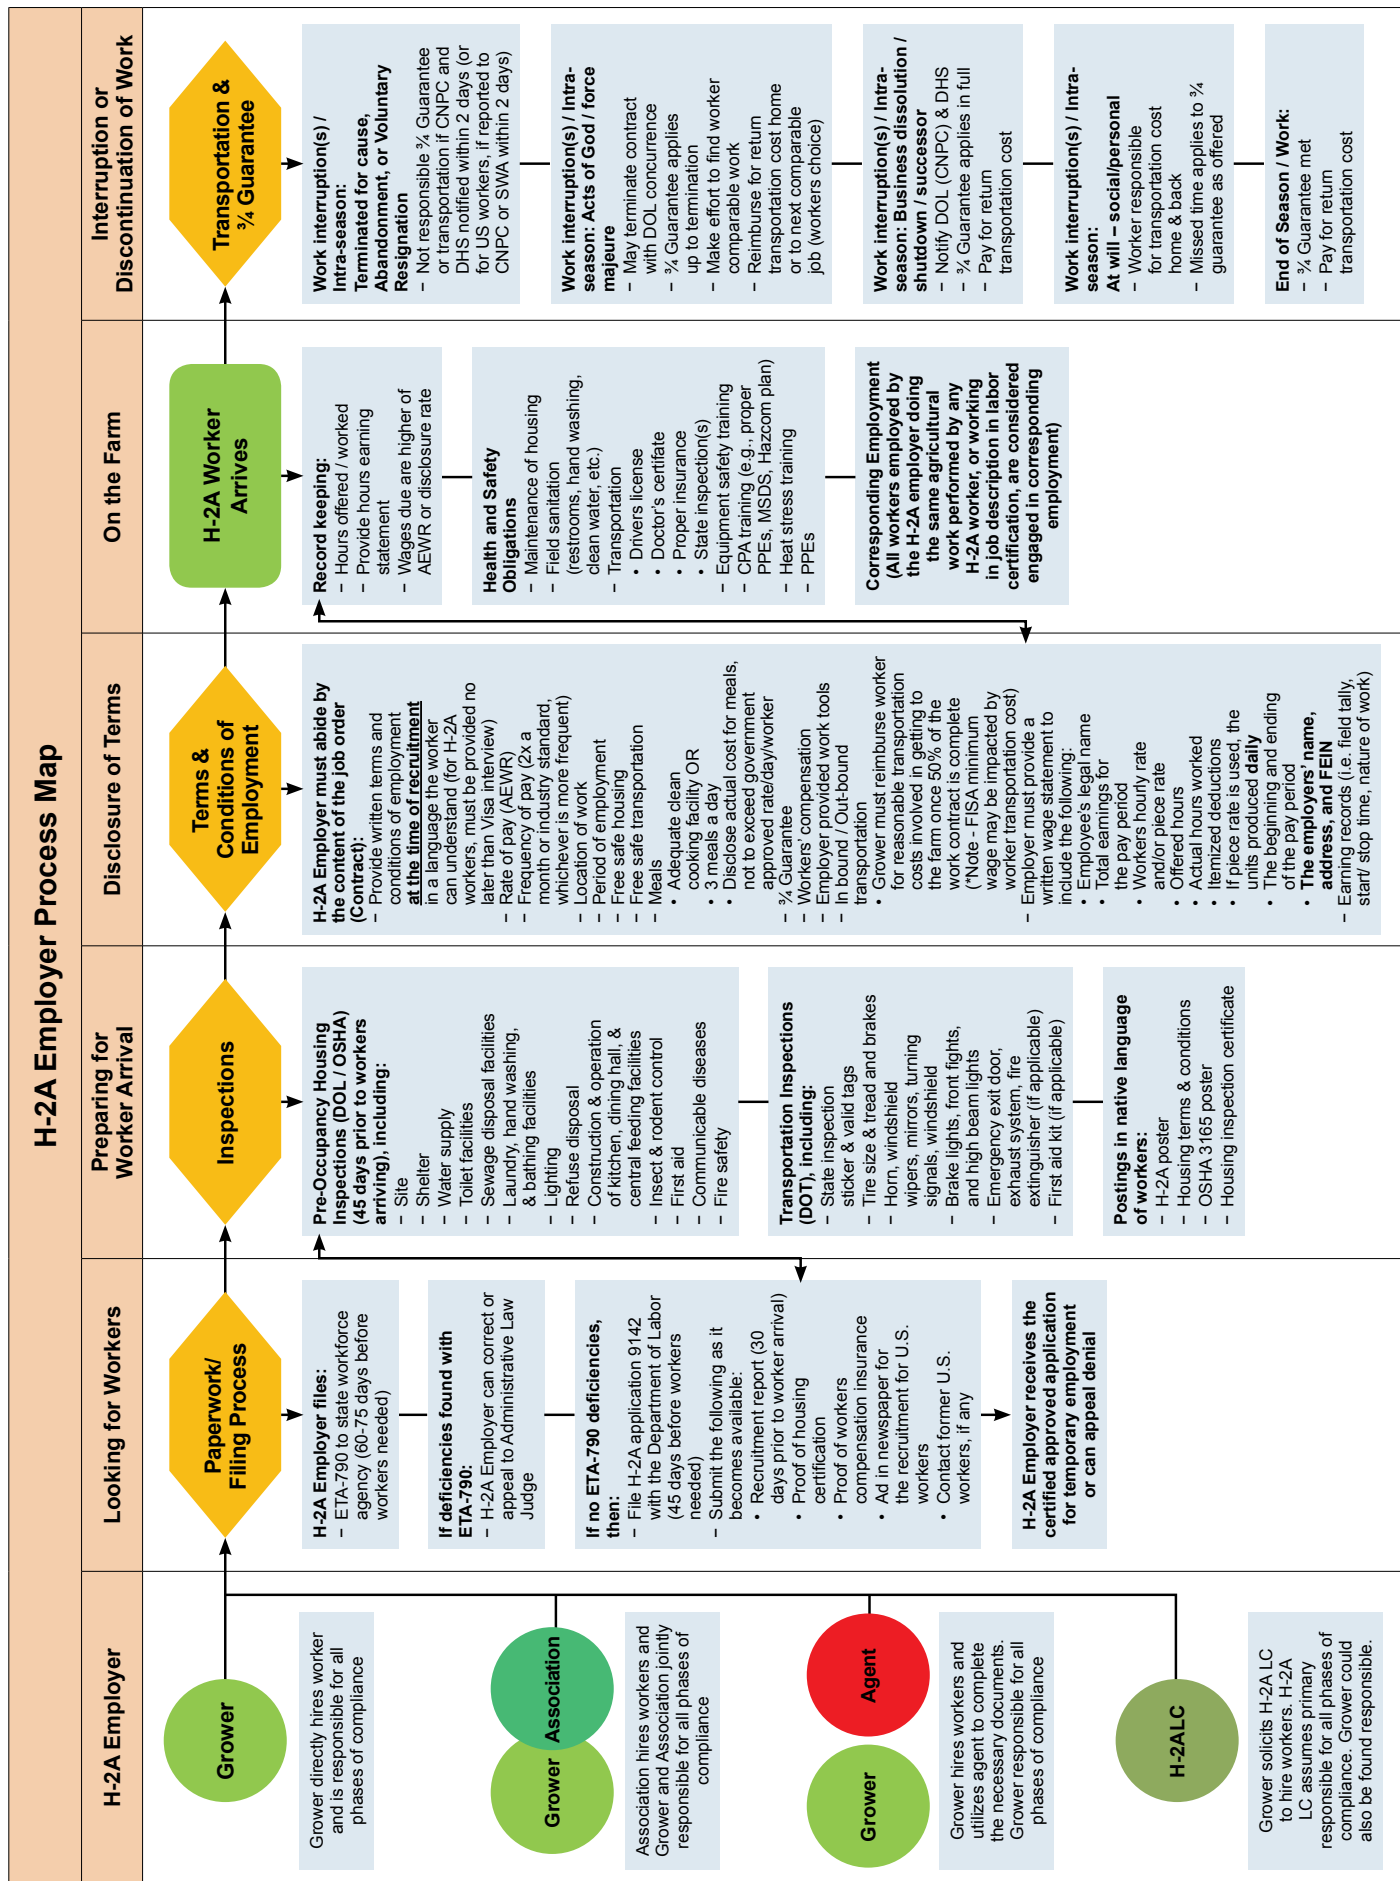 H-2A Employer Process Map
H-2A Employer
Looking for Workers
Preparing for
Worker Arrival
Disclosure of Terms
On the Farm
Interruption or
Discontinuation of Work
Grower
Grower directly hires worker
and is responsible for all
phases of compliance
Grower
Association
Association hires workers and
Grower and Association jointly
responsible for all phases of
compliance
Grower
Agent
Grower hires workers and
utilizes agent to complete
the necessary documents.
Grower responsible for all
phases of compliance
H-2ALC
Grower solicits H-2A LC
to hire workers. H-2A
LC assumes primary
responsible for all phases of
compliance. Grower could
also be found responsible.
Paperwork/
Filing Process
H-2A Employer files:
– ETA-790 to state workforce
agency (60-75 days before
workers needed)
If deficiencies found with
ETA-790:
– H-2A Employer can correct or
appeal to Administrative Law
Judge
If no ETA-790 deficiencies,
then:
– File H-2A application 9142
with the Department of Labor
(45 days before workers
needed)
– Submit the following as it
becomes available:
• Recruitment report (30
days prior to worker arrival)
• Proof of housing
certification
• Proof of workers
compensation insurance
• Ad in newspaper for
the recruitment for U.S.
workers
• Contact former U.S.
workers, if any
H-2A Employer receives the
certified approved application
for temporary employment
or can appeal denial
Inspections
Pre-Occupancy Housing
Inspections (DOL / OSHA)
(45 days prior to workers
arriving), including:
– Site
– Shelter
– Water supply
– Toilet facilities
– Sewage disposal facilities
– Laundry, hand washing, &
bathing facilities
– Lighting
– Refuse disposal
– Construction & operation
of kitchen, dining hall, &
central feeding facilities
– Insect & rodent control
– First aid
– Communicable diseases
– Fire safety
Transportation Inspections
(DOT), including:
– State inspection
sticker & valid tags
– Tire size & tread and brakes
– Horn, windshield
wipers, mirrors, turning
signals, windshield
– Brake lights, front fights,
and high beam lights
– Emergency exit door,
exhaust system, fire
extinguisher (if applicable)
– First aid kit (if applicable)
Postings in native language
of workers:
– H-2A poster
– Housing terms & conditions
– OSHA 3165 poster
– Housing inspection certificate
Terms &
Conditions of
Employment
H-2A Employer must abide by
the content of the job order
(Contract):
– Provide written terms and
conditions of employment
at the time of recruitment
in a language the worker
can understand (for H-2A
workers, must be provided no
later than Visa interview)
– Rate of pay (AEWR)
– Frequency of pay (2x a
month or industry standard,
whichever is more frequent)
– Location of work
– Period of employment
– Free safe housing
– Free safe transportation
– Meals
• Adequate clean
cooking facility OR
• 3 meals a day
• Disclose actual cost for meals,
not to exceed government
approved rate/day/worker
– ¾ Guarantee
– Workers' compensation
– Employer provided work tools
– In bound / Out-bound
transportation
• Grower must reimburse worker
for reasonable transportation
costs involved in getting to
the farm once 50% of the
work contract is complete
(*Note - FlSA minimum
wage may be impacted by
worker transportation cost)
– Employer must provide a
written wage statement to
include the following:
• Employee's legal name
• Total earnings for
the pay period
• Workers hourly rate
and/or piece rate
• Offered hours
• Actual hours worked
• Itemized deductions
• If piece rate is used, the
units produced daily
• The beginning and ending
of the pay period
• The employers' name,
address, and FEIN
– Earning records (i.e. field tally,
start/ stop time, nature of work)
H-2A Worker
Arrives
Record keeping:
– Hours offered / worked
– Provide hours earning
statement
– Wages due are higher of
AEWR or disclosure rate
Health and Safety
Obligations
– Maintenance of housing
– Field sanitation
(restrooms, hand washing,
clean water, etc.)
– Transportation
• Drivers license
• Doctor's certifate
• Proper insurance
• State inspection(s)
– Equipment safety training
– CPA training (e.g., proper
PPEs, MSDS, Hazcom plan)
– Heat stress training
– PPEs
Corresponding Employment
(All workers employed by
the H-2A employer doing
the same agricultural
work performed by any
H-2A worker, or working
in job description in labor
certification, are considered
engaged in corresponding
employment)
Transportation &
¾ Guarantee
Work interruption(s) /
Intra-season:
Terminated for cause,
Abandonment, or Voluntary
Resignation
– Not responsible ¾ Guarantee
or transportation if CNPC and
DHS notified within 2 days (or
for US workers, if reported to
CNPC or SWA within 2 days)
Work interruption(s) / Intra-
season: Acts of God / force
majeure
– May terminate contract
with DOL concurrence
– ¾ Guarantee applies
up to termination
– Make effort to find worker
comparable work
– Reimburse for return
transportation cost home
or to next comparable
job (workers choice)
Work interruption(s) / Intra-
season: Business dissolution /
shutdown / successor
– Notify DOL (CNPC) & DHS
– ¾ Guarantee applies in full
– Pay for return
transportation cost
Work interruption(s) / Intra-
season:
At will – social/personal
– Worker responsible
for transportation cost
home & back
– Missed time applies to ¾
guarantee as offered
End of Season / Work:
– ¾ Guarantee met
– Pay for return
transportation cost